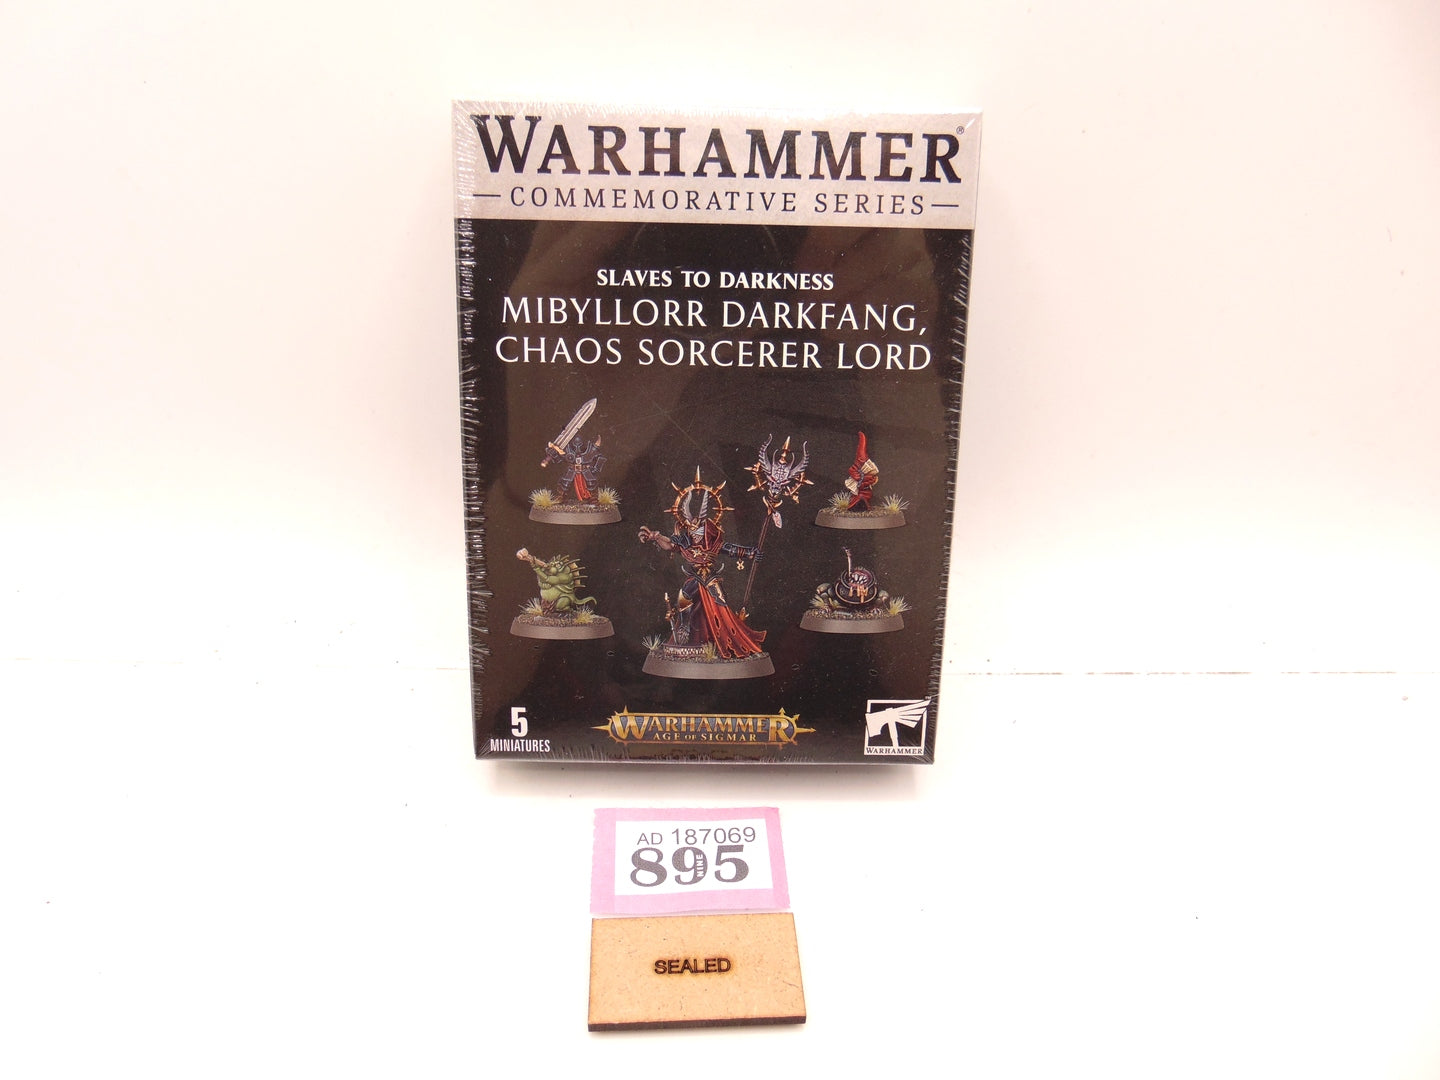 WARHAMMER®
— COMMEMORATIVE SERIES —
SLAVES TO DARKNESS
MIBYLLORR DARKFANG,
CHAOS SORCERER LORD
5
MINIATURES
WARHAMMER
AGE OF SIGMAR
WARHAMMER
AD 187069
895
NINE
SEALED